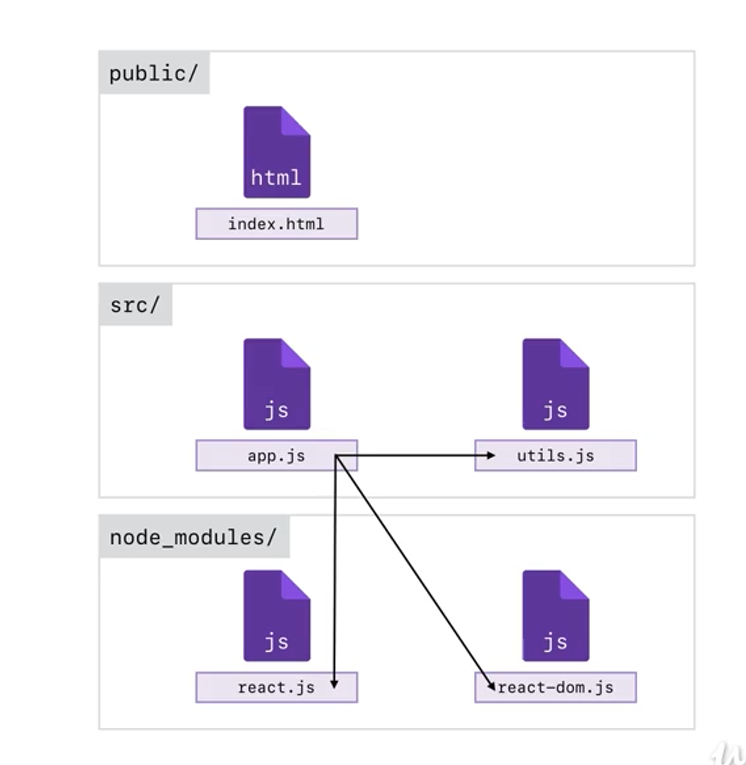 public/
html
index.html
src/
js
js
app.js
utils.js
node_modules/
js
js
react.js
react-dom.js